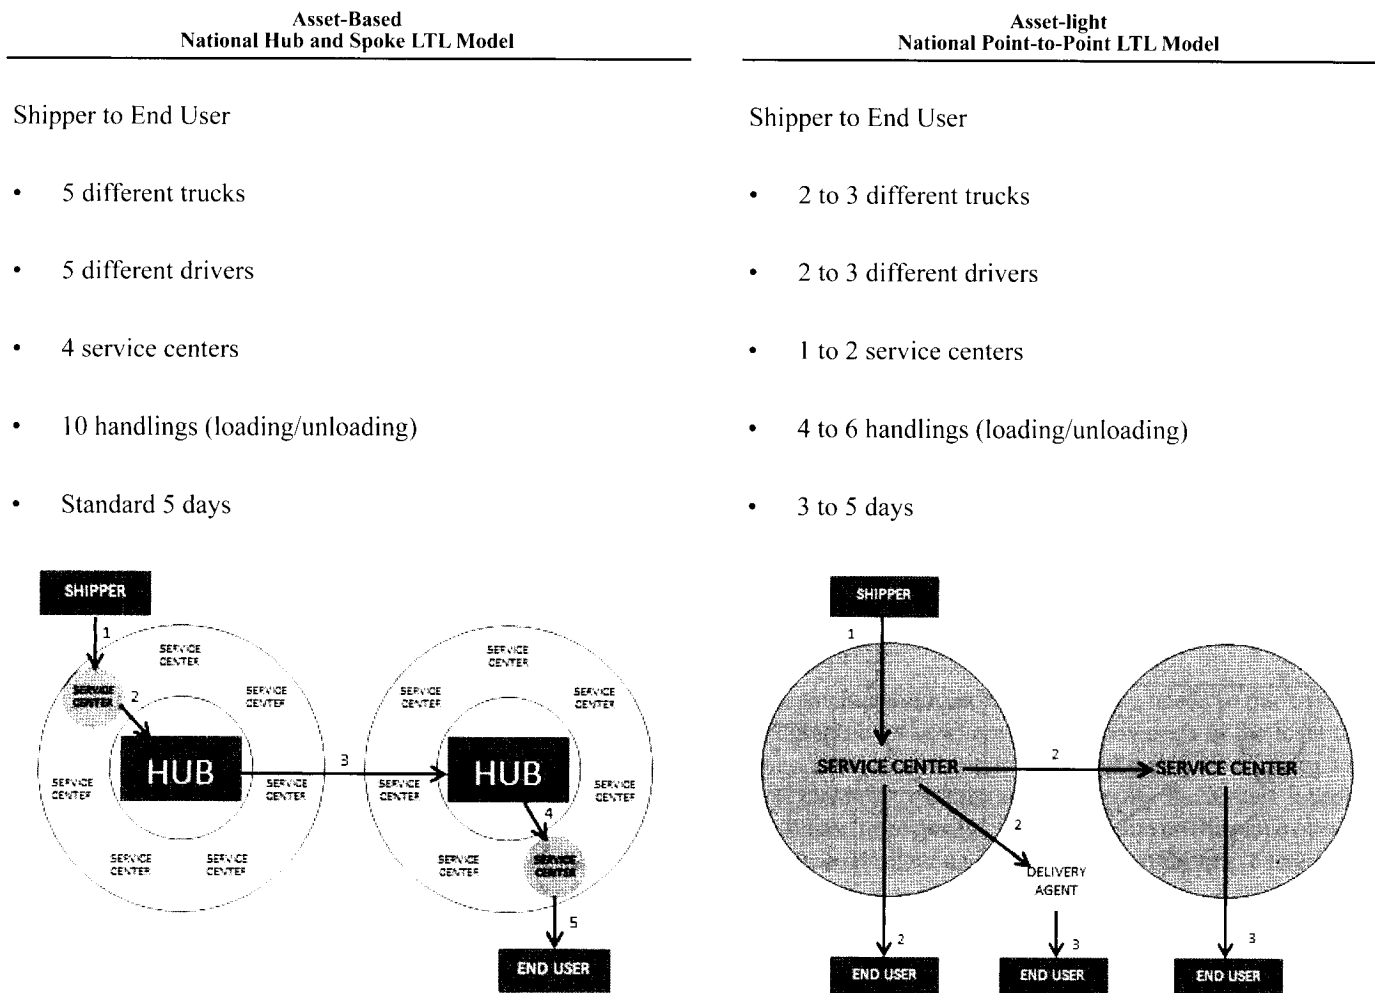 Asset-Based
National Hub and Spoke LTL Model
Shipper to End User
• 5 different trucks
• 5 different drivers
• 4 service centers
• 10 handlings (loading/unloading)
• Standard 5 days
SHIPPER
1
SERVICE
CENTER
SERVICE
CENTER
2
SERVICE
CENTER
HUB
SERVICE
CENTER
SERVICE
CENTER
SERVICE
CENTER
SERVICE
CENTER
3
SERVICE
CENTER
SERVICE
CENTER
SERVICE
CENTER
HUB
SERVICE
CENTER
SERVICE
CENTER
4
SERVICE
CENTER
SERVICE
CENTER
5
END USER
Asset-light
National Point-to-Point LTL Model
Shipper to End User
• 2 to 3 different trucks
• 2 to 3 different drivers
• 1 to 2 service centers
• 4 to 6 handlings (loading/unloading)
• 3 to 5 days
SHIPPER
1
SERVICE CENTER
2
SERVICE CENTER
2
DELIVERY
AGENT
2
3
3
END USER
END USER
END USER